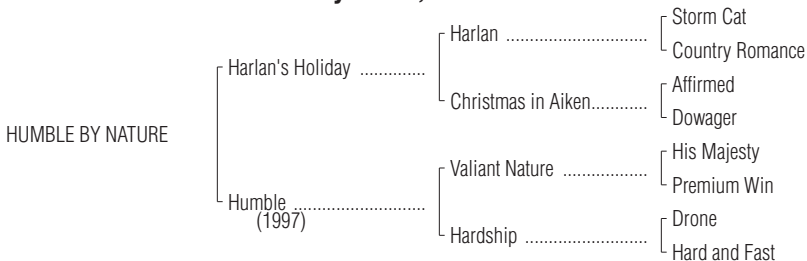 Storm Cat
Harlan ..............................
Country Romance
Harlan's Holiday ..............
Affirmed
Christmas in Aiken............
Dowager
HUMBLE BY NATURE
His Majesty
Valiant Nature ..................
Premium Win
Humble ............................
(1997)
Drone
Hardship ..........................
Hard and Fast